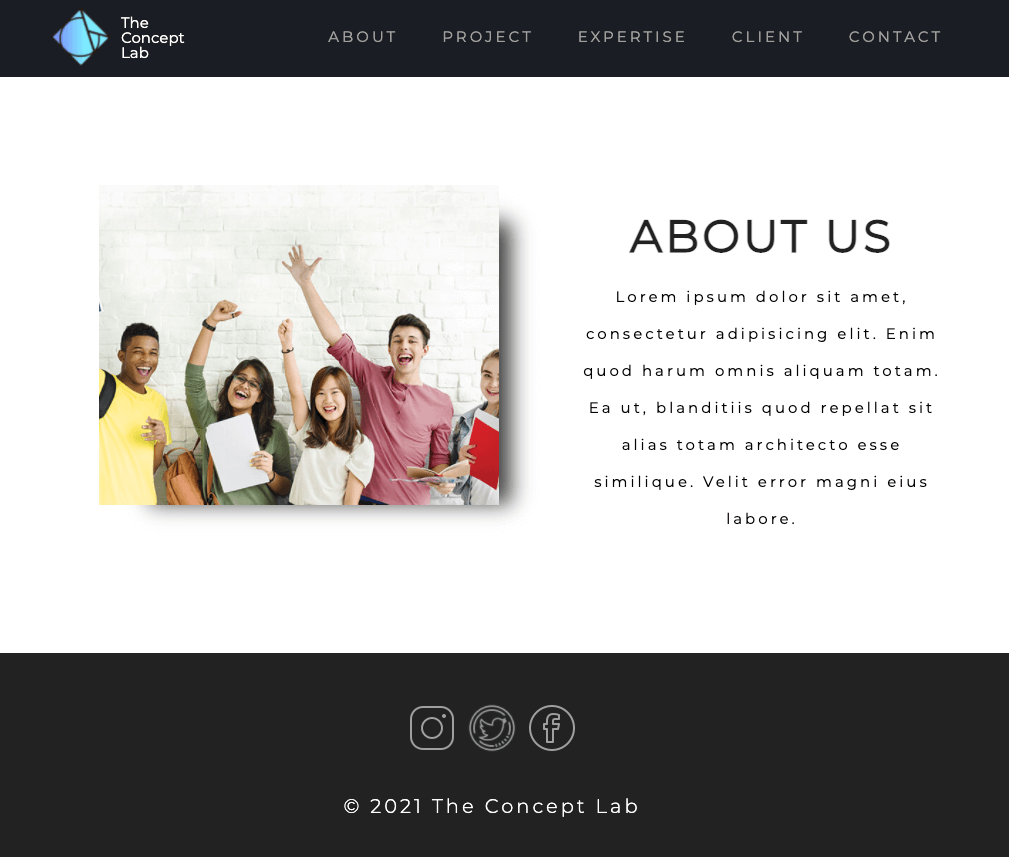 The
Concept
Lab
ABOUT PROJECT EXPERTISE CLIENT CONTACT
ABOUT US
Lorem ipsum dolor sit amet,
consectetur adipisicing elit. Enim
quod harum omnis aliquam totam.
Ea ut, blanditiis quod repellat sit
alias totam architecto esse
similique. Velit error magni eius
labore.
© 2021 The Concept Lab